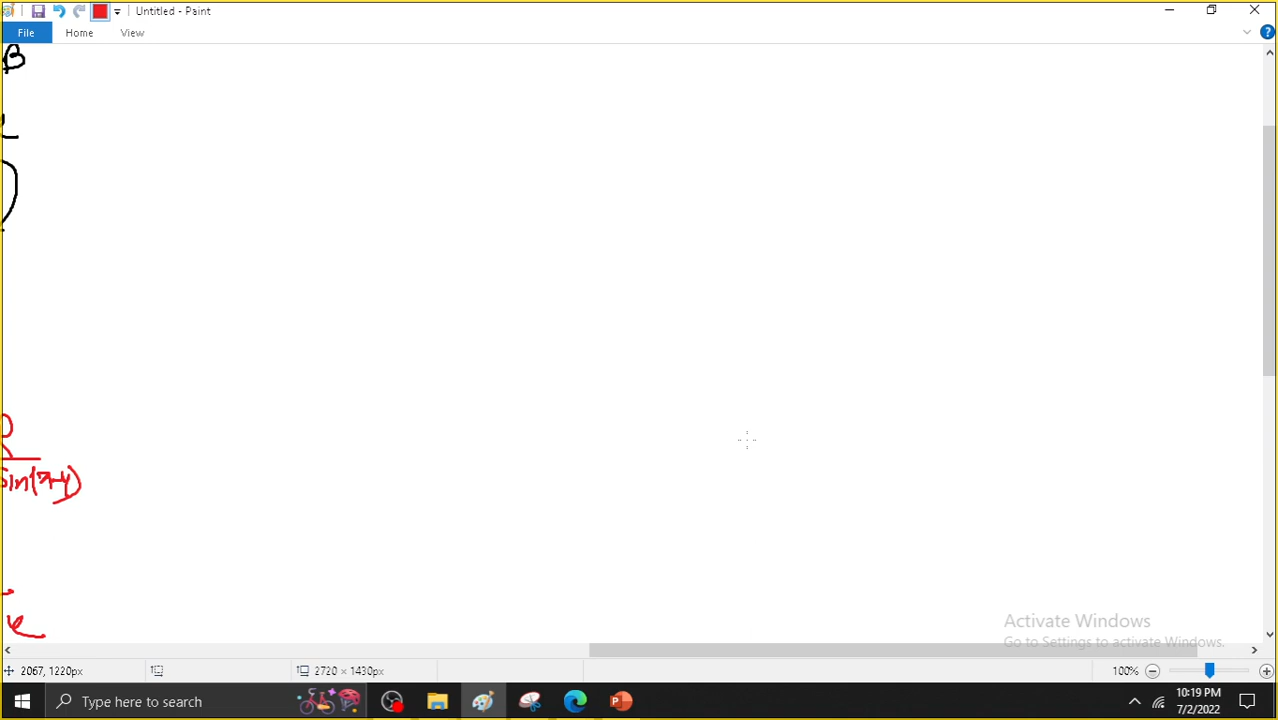 Untitled - Paint
File Home View
B
sin(x-y)
Activate Windows
Go to Settings to activate Windows.
2067, 1220px 2720 × 1430px 100%
Type here to search
10:19 PM
7/2/2022